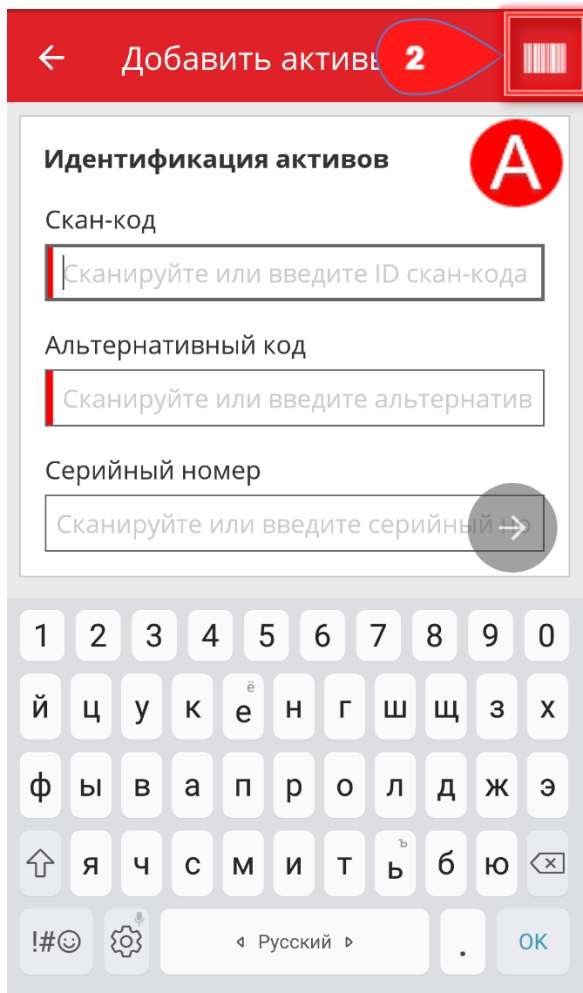 Добавить активы 2
Идентификация активов A
Скан-код
Сканируйте или введите ID скан-кода
Альтернативный код
Сканируйте или введите альтернатив
Серийный номер
Сканируйте или введите серийный но
1 2 3 4 5 6 7 8 9 0
ё
й ц у к е н г ш щ з х
ф ы в а п р о л д ж э
ъ
я ч с м и т ь б ю
!#☺ Русский . OK